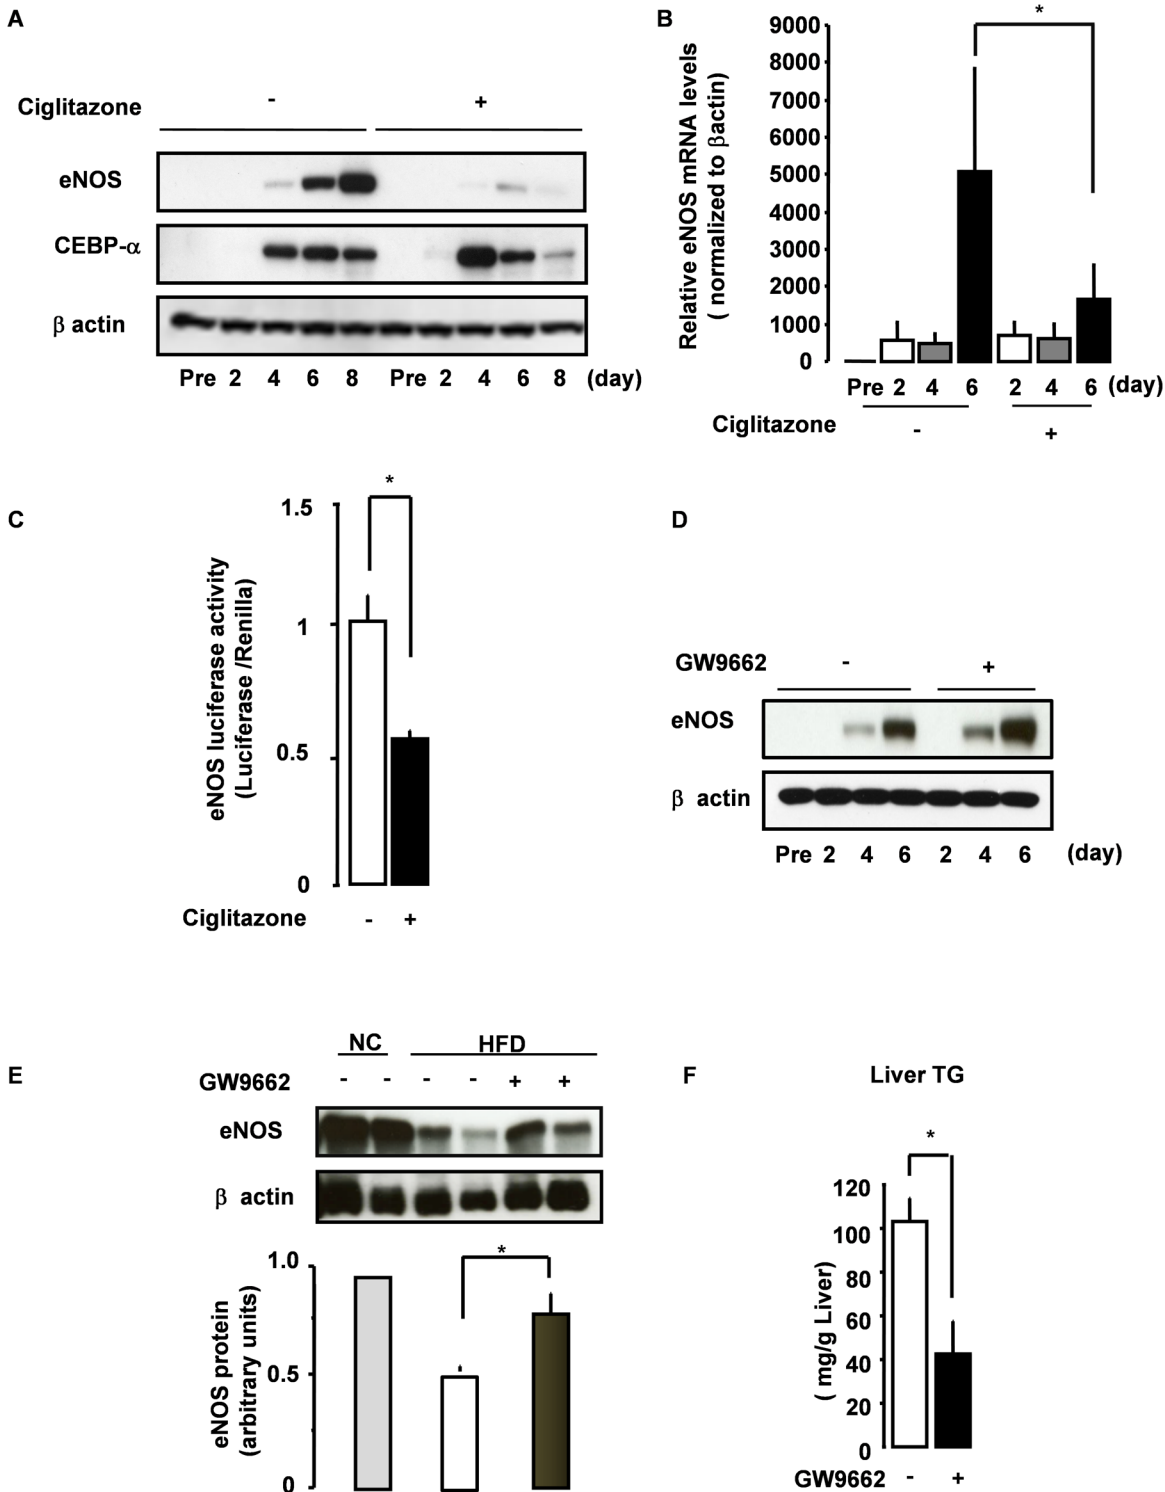 A
Ciglitazone - +
eNOS
CEBP-α
β actin
Pre 2 4 6 8 Pre 2 4 6 8 (day)
B
Relative eNOS mRNA levels
( normalized to βactin)
9000
8000
7000
6000
5000
4000
3000
2000
1000
0
*
Pre 2 4 6 2 4 6 (day)
Ciglitazone - +
C
eNOS luciferase activity
(Luciferase /Renilla)
1.5
1
0.5
0
*
Ciglitazone - +
D
GW9662 - +
eNOS
β actin
Pre 2 4 6 2 4 6 (day)
E
NC HFD
GW9662 - - - - + +
eNOS
β actin
eNOS protein
(arbitrary units)
1.0
0.5
0
*
F
Liver TG
*
( mg/g Liver)
120
100
80
60
40
20
0
GW9662 - +